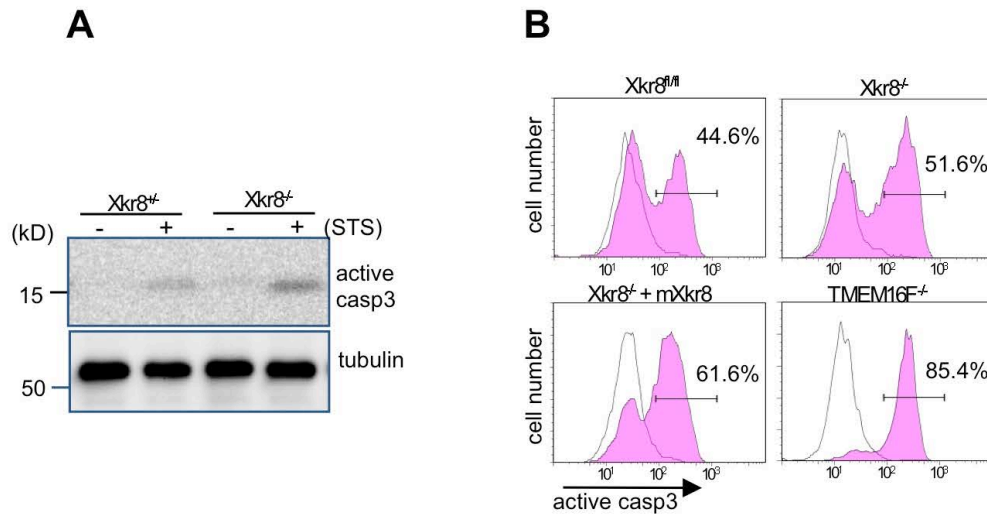 A
Xkr8+/- Xkr8-/-
(kD) - + - + (STS)
15 active
casp3
tubulin
50
B
Xkr8fl/fl Xkr8-/-
cell number 44.6% 51.6%
10¹ 10² 10³ 10¹ 10² 10³
Xkr8-/- + mXkr8 TMEM16F-/-
cell number 61.6% 85.4%
10¹ 10² 10³ 10¹ 10² 10³
active casp3